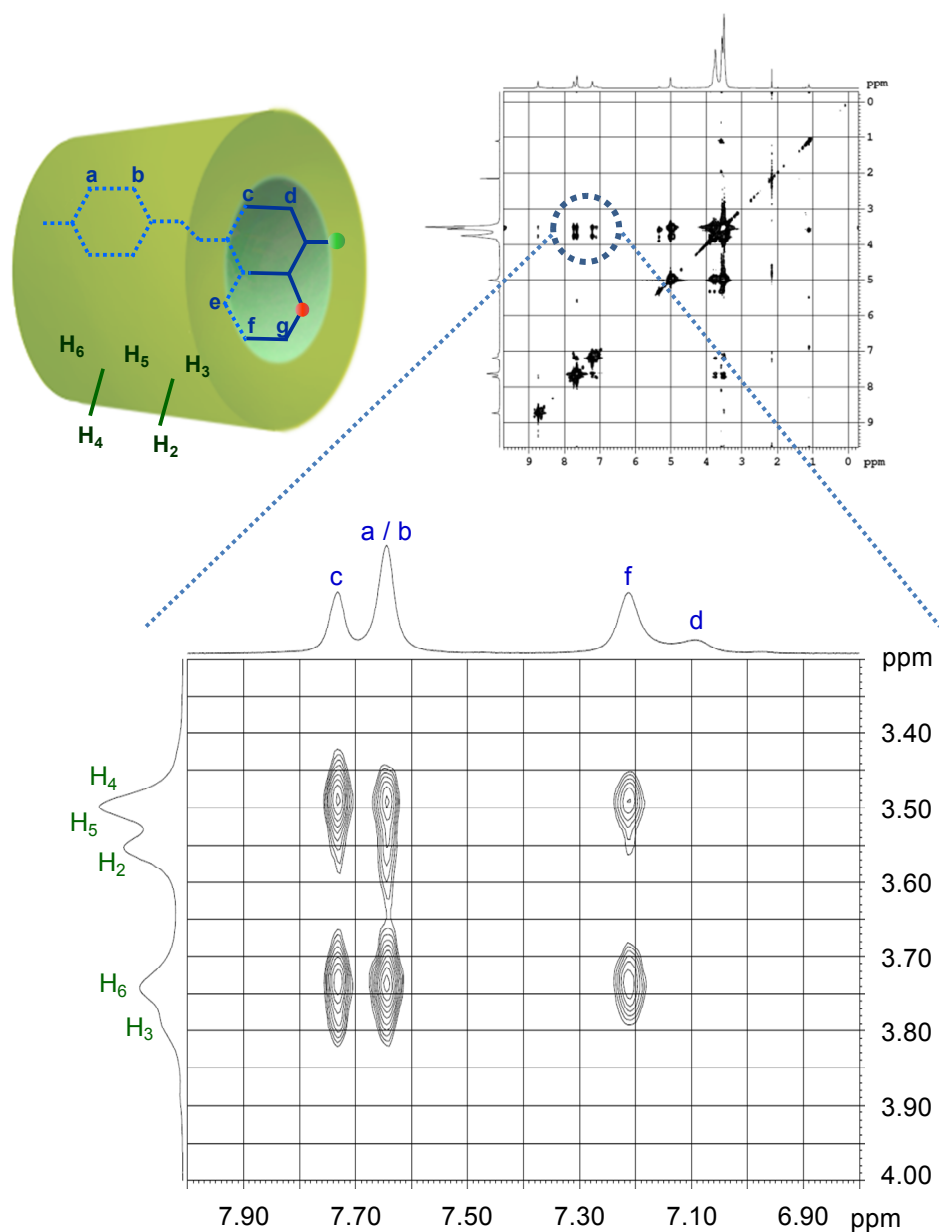 ppm
0
1
2
3
4
5
6
7
8
9
9 8 7 6 5 4 3 2 1 0
ppm
a b
c d
e
f g
H6 H5 H3
H4 H2
a / b
c f d
ppm
3.40
3.50
3.60
3.70
3.80
3.90
4.00
H4
H5
H2
H6
H3
7.90 7.70 7.50 7.30 7.10 6.90 ppm